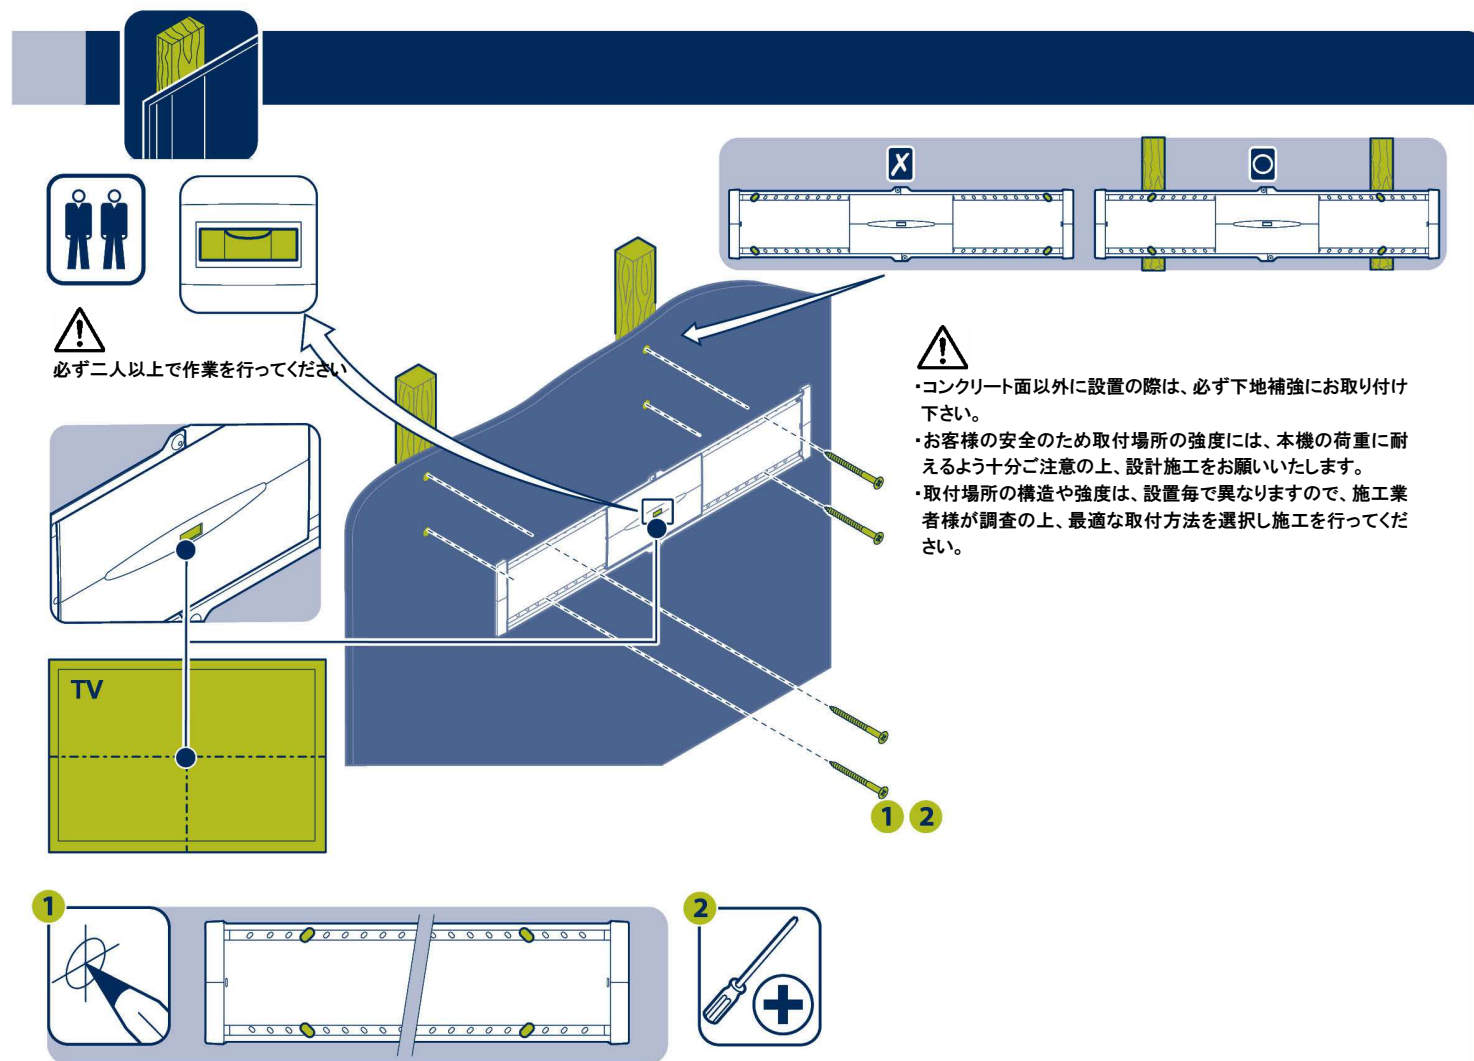 X
○
必ず二人以上で作業を行ってください
・コンクリート面以外に設置の際は、必ず下地補強にお取り付け
下さい。
・お客様の安全のため取付場所の強度には、本機の荷重に耐
えるよう十分ご注意の上、設計施工をお願いいたします。
・取付場所の構造や強度は、設置毎で異なりますので、施工業
者様が調査の上、最適な取付方法を選択し施工を行ってくだ
さい。
TV
1 2
1
2